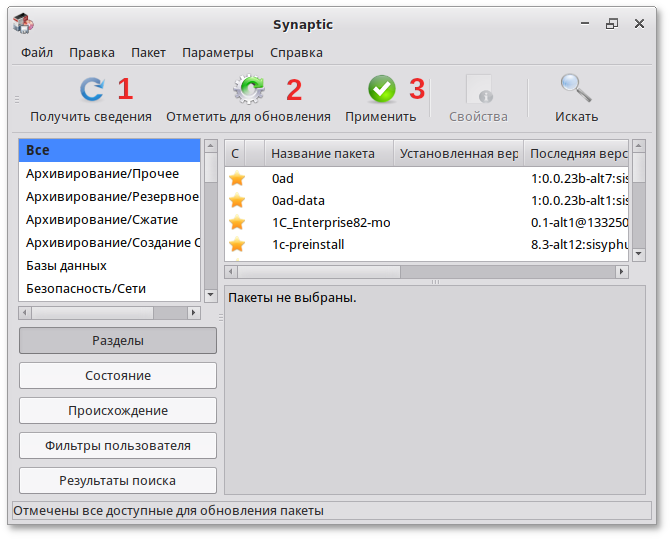 Synaptic
Файл Правка Пакет Параметры Справка
1 2 3
Получить сведения Отметить для обновления Применить Свойства Искать
Все
Архивирование/Прочее
Архивирование/Резервное
Архивирование/Сжатие
Архивирование/Создание С
Базы данных
Безопасность/Сети
С Название пакета Установленная вер Последняя верс
0ad 1:0.0.23b-alt7:sis
0ad-data 1:0.0.23b-alt1:sis
1C_Enterprise82-mo 0.1-alt1@133250
1c-preinstall 8.3-alt12:sisyphu
Разделы
Состояние
Происхождение
Фильтры пользователя
Результаты поиска
Пакеты не выбраны.
Отмечены все доступные для обновления пакеты